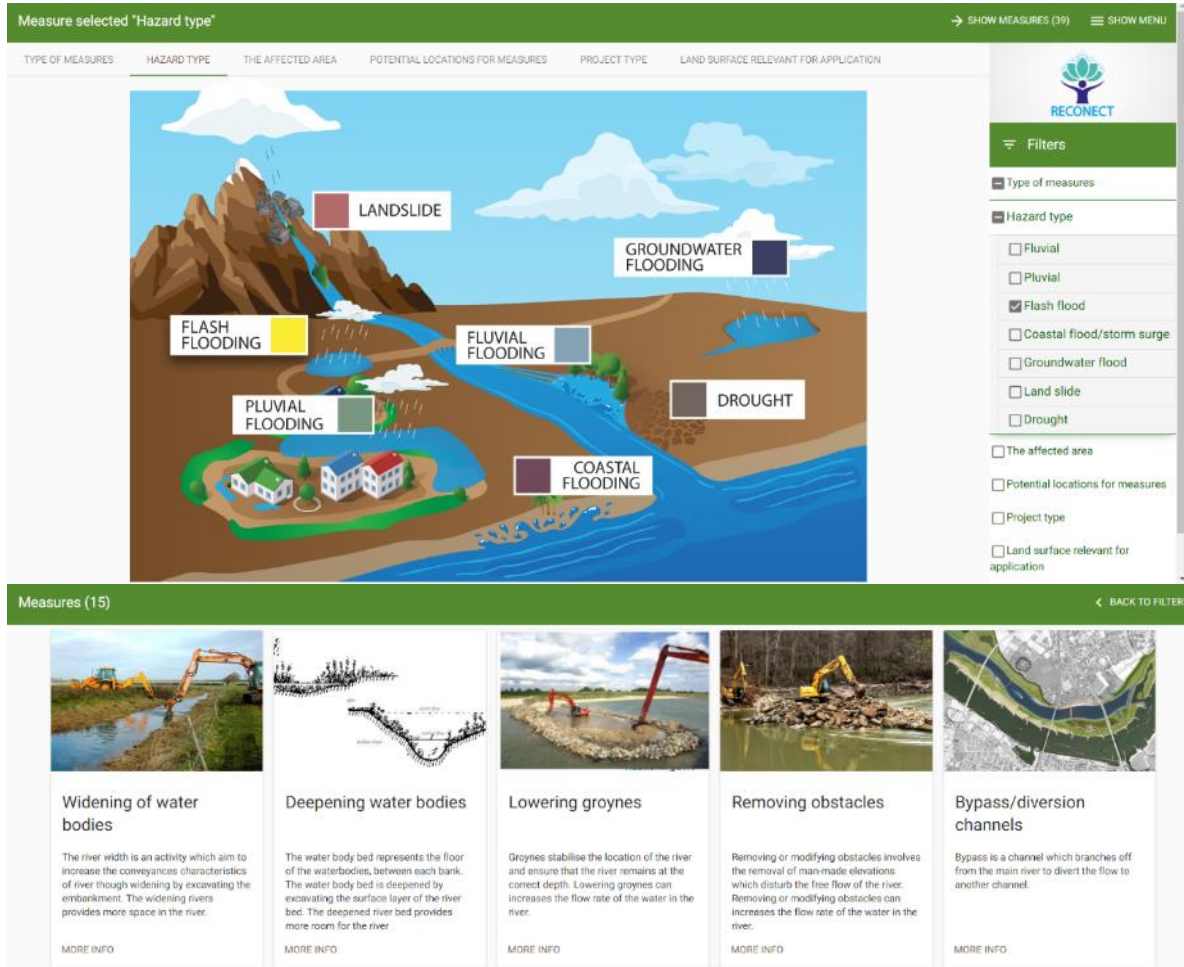 Measure selected "Hazard type"
SHOW MEASURES (39)
SHOW MENU
TYPE OF MEASURES
HAZARD TYPE
THE AFFECTED AREA
POTENTIAL LOCATIONS FOR MEASURES
PROJECT TYPE
LAND SURFACE RELEVANT FOR APPLICATION
LANDSLIDE
GROUNDWATER
FLOODING
FLASH
FLOODING
FLUVIAL
FLOODING
PLUVIAL
FLOODING
DROUGHT
COASTAL
FLOODING
RECONECT
Filters
Type of measures
Hazard type
Fluvial
Pluvial
Flash flood
Coastal flood/storm surge
Groundwater flood
Land slide
Drought
The affected area
Potential locations for measures
Project type
Land surface relevant for
application
Measures (15)
BACK TO FILTER
Widening of water
bodies
The river width is an activity which aim to
increase the conveyances characteristics
of river though widening by excavating the
embankment. The widening rivers
provides more space in the river.
MORE INFO
Deepening water bodies
The water body bed represents the floor
of the waterbodies, between each bank.
The water body bed is deepened by
excavating the surface layer of the river
bed. The deepened river bed provides
more room for the river
MORE INFO
Lowering groynes
Groynes stabilise the location of the river
and ensure that the river remains at the
correct depth. Lowering groynes can
increases the flow rate of the water in the
river.
MORE INFO
Removing obstacles
Removing or modifying obstacles involves
the removal of man-made elevations
which disturb the free flow of the river.
Removing or modifying obstacles can
increases the flow rate of the water in the
river.
MORE INFO
Bypass/diversion
channels
Bypass is a channel which branches off
from the main river to divert the flow to
another channel.
MORE INFO